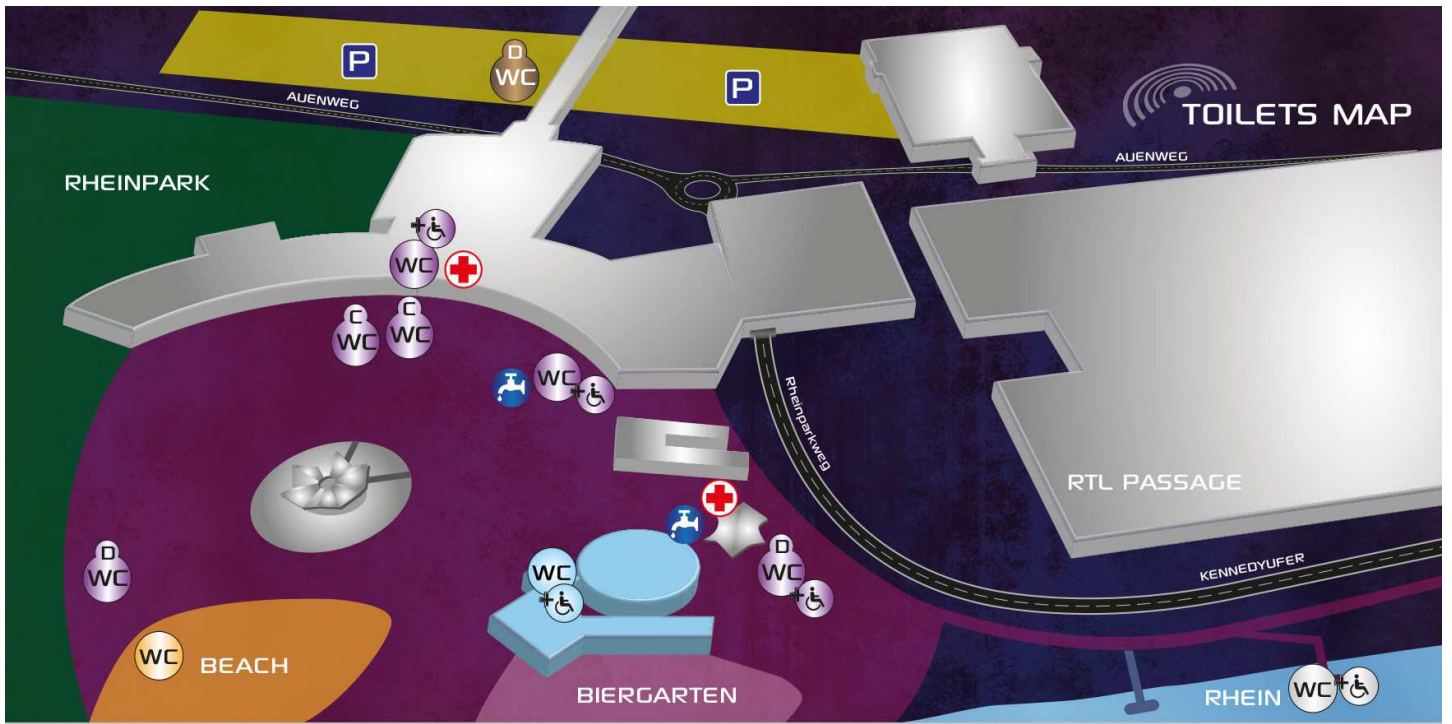 D
WC
P
P
AUENWEG
TOILETS MAP
AUENWEG
RHEINPARK
WC
C
WC
C
WC
WC
Rheinparkweg
RTL PASSAGE
D
WC
D
WC
WC
KENNEDYUFER
WC
BEACH
BIERGARTEN
RHEIN
WC